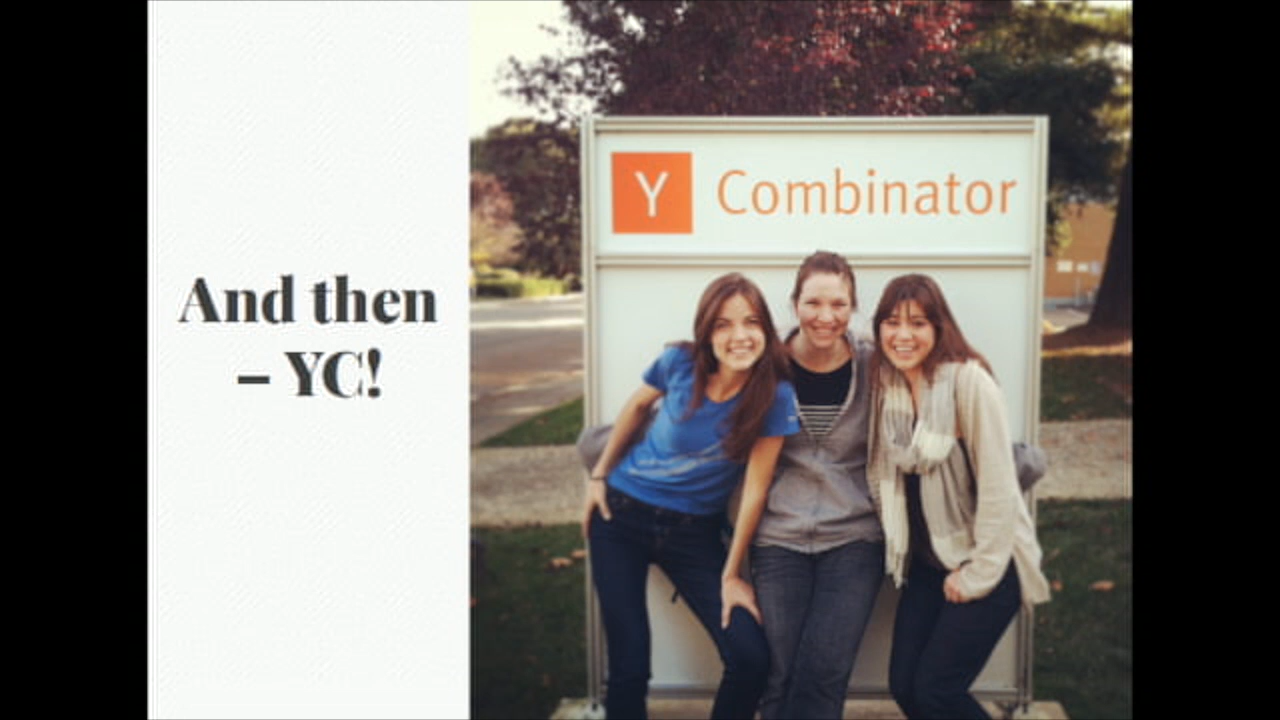 And then
– YC!
Y Combinator